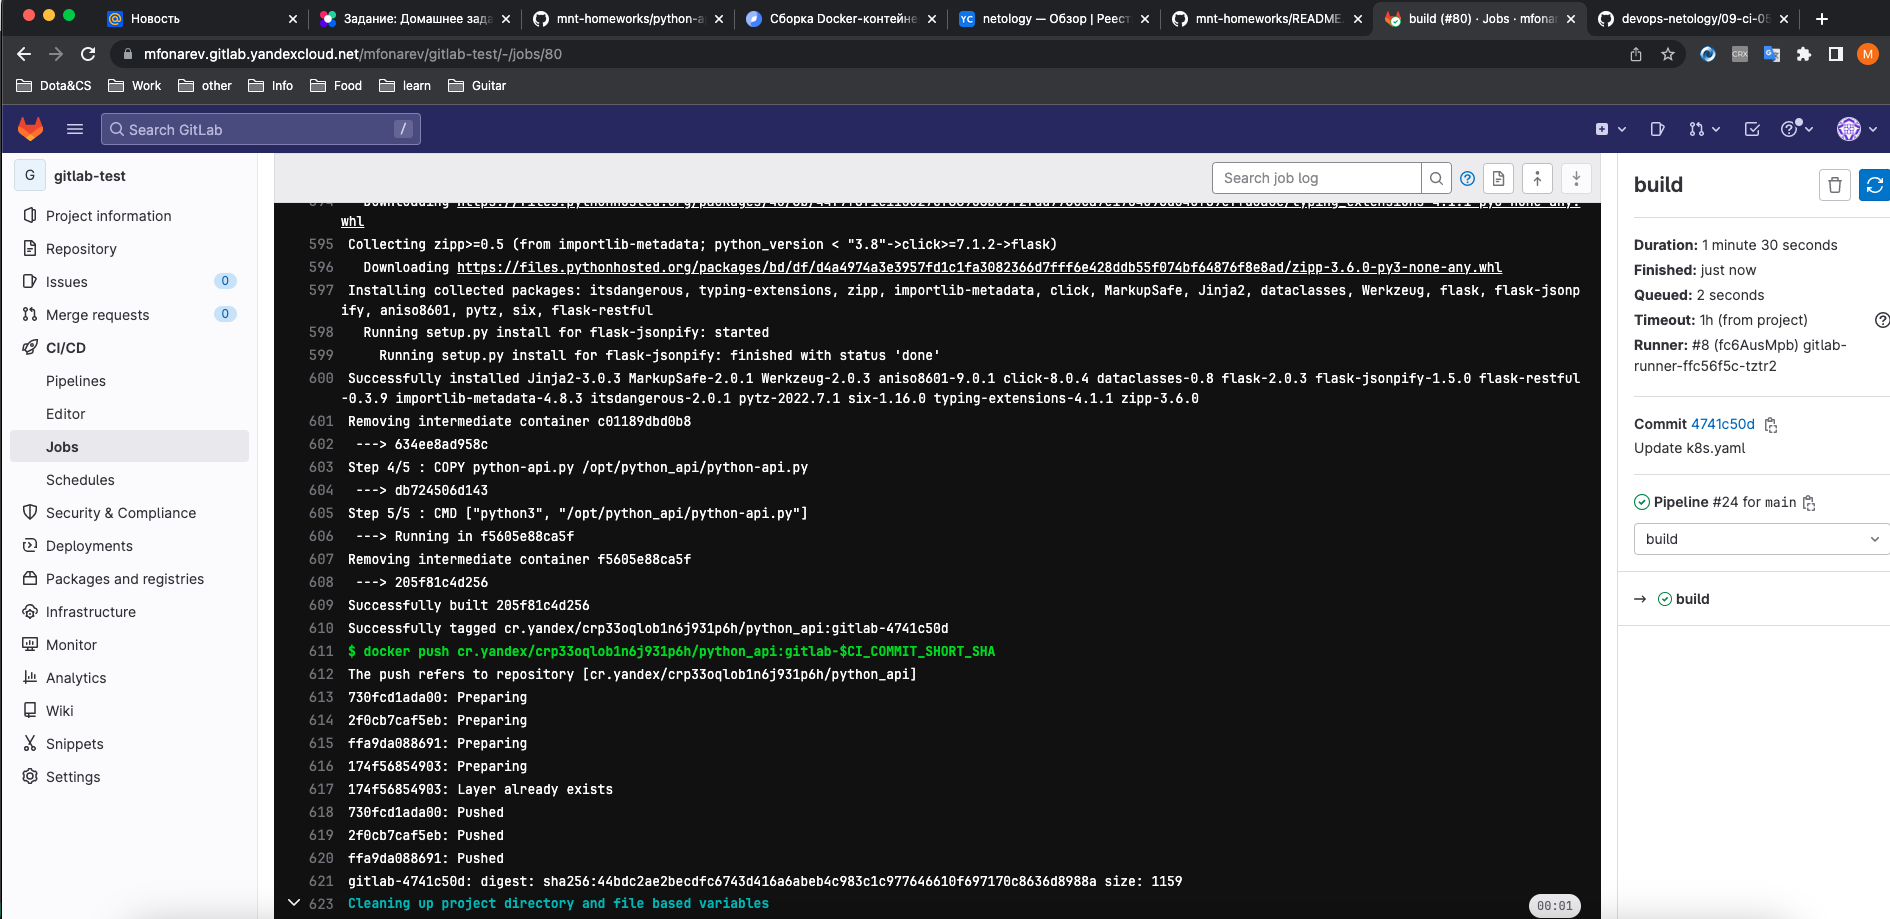 Новость
Задание: Домашнее зада
mnt-homeworks/python-a
Сборка Docker-контейне
netology — Обзор | Реест
mnt-homeworks/README.
build (#80) · Jobs · mfonar
devops-netology/09-ci-05
mfonarev.gitlab.yandexcloud.net/mfonarev/gitlab-test/-/jobs/80
M
Dota&CS
Work
other
Info
Food
learn
Guitar
Search GitLab
/
G
gitlab-test
Project information
Repository
Issues
0
Merge requests
0
CI/CD
Pipelines
Editor
Jobs
Schedules
Security & Compliance
Deployments
Packages and registries
Infrastructure
Monitor
Analytics
Wiki
Snippets
Settings
Search job log
whl
595 Collecting zipp>=0.5 (from importlib-metadata; python_version < "3.8"->click>=7.1.2->flask)
596 Downloading https://files.pythonhosted.org/packages/bd/df/d4a4974a3e3957fd1c1fa3082366d7fff6e428ddb55f074bf64876f8e8ad/zipp-3.6.0-py3-none-any.whl
597 Installing collected packages: itsdangerous, typing-extensions, zipp, importlib-metadata, click, MarkupSafe, Jinja2, dataclasses, Werkzeug, flask, flask-jsonp
ify, aniso8601, pytz, six, flask-restful
598 Running setup.py install for flask-jsonpify: started
599 Running setup.py install for flask-jsonpify: finished with status 'done'
600 Successfully installed Jinja2-3.0.3 MarkupSafe-2.0.1 Werkzeug-2.0.3 aniso8601-9.0.1 click-8.0.4 dataclasses-0.8 flask-2.0.3 flask-jsonpify-1.5.0 flask-restful
-0.3.9 importlib-metadata-4.8.3 itsdangerous-2.0.1 pytz-2022.7.1 six-1.16.0 typing-extensions-4.1.1 zipp-3.6.0
601 Removing intermediate container c01189dbd0b8
602 ---> 634ee8ad958c
603 Step 4/5 : COPY python-api.py /opt/python_api/python-api.py
604 ---> db724506d143
605 Step 5/5 : CMD ["python3", "/opt/python_api/python-api.py"]
606 ---> Running in f5605e88ca5f
607 Removing intermediate container f5605e88ca5f
608 ---> 205f81c4d256
609 Successfully built 205f81c4d256
610 Successfully tagged cr.yandex/crp33oqlob1n6j931p6h/python_api:gitlab-4741c50d
611 $ docker push cr.yandex/crp33oqlob1n6j931p6h/python_api:gitlab-$CI_COMMIT_SHORT_SHA
612 The push refers to repository [cr.yandex/crp33oqlob1n6j931p6h/python_api]
613 730fcd1ada00: Preparing
614 2f0cb7caf5eb: Preparing
615 ffa9da088691: Preparing
616 174f56854903: Preparing
617 174f56854903: Layer already exists
618 730fcd1ada00: Pushed
619 2f0cb7caf5eb: Pushed
620 ffa9da088691: Pushed
621 gitlab-4741c50d: digest: sha256:44bdc2ae2becdfc6743d416a6abeb4c983c1c977646610f697170c8636d8988a size: 1159
623 Cleaning up project directory and file based variables
00:01
build
Duration: 1 minute 30 seconds
Finished: just now
Queued: 2 seconds
Timeout: 1h (from project)
Runner: #8 (fc6AusMpb) gitlab-
runner-ffc56f5c-tztr2
Commit 4741c50d
Update k8s.yaml
Pipeline #24 for main
build
→ build